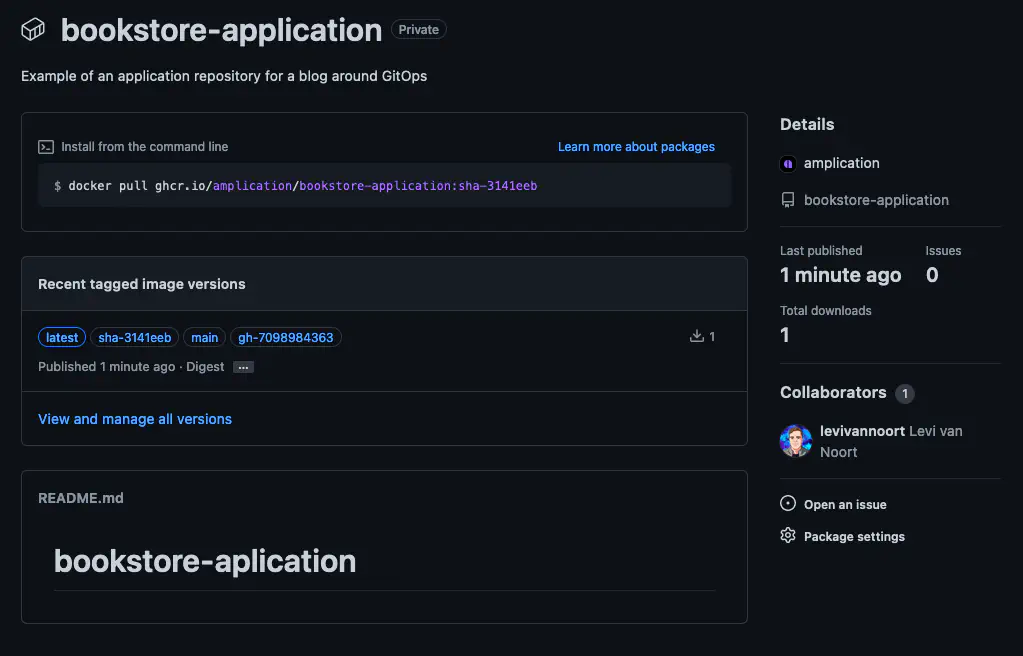 bookstore-application Private
Example of an application repository for a blog around GitOps
Install from the command line
Learn more about packages
$ docker pull ghcr.io/amplication/bookstore-application:sha-3141eeb
Recent tagged image versions
latest sha-3141eeb main gh-7098984363
1
Published 1 minute ago · Digest ...
View and manage all versions
README.md
bookstore-aplication
Details
amplication
bookstore-application
Last published Issues
1 minute ago 0
Total downloads
1
Collaborators 1
levivannoort Levi van
Noort
Open an issue
Package settings